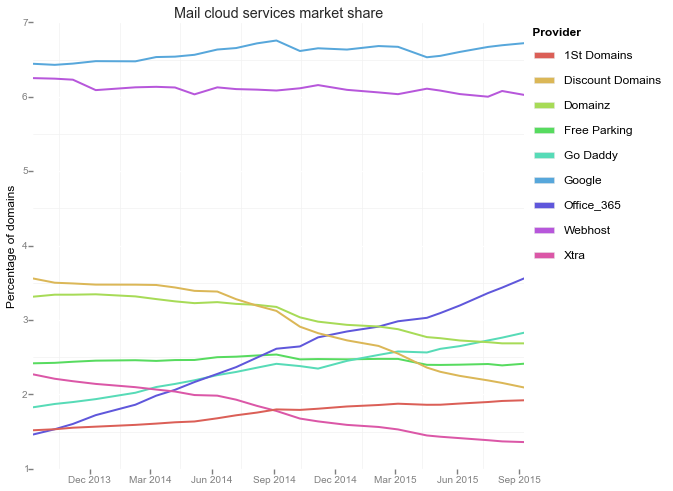 Mail cloud services market share
Percentage of domains
7
6
5
4
3
2
1
Dec 2013 Mar 2014 Jun 2014 Sep 2014 Dec 2014 Mar 2015 Jun 2015 Sep 2015
Provider
1St Domains
Discount Domains
Domainz
Free Parking
Go Daddy
Google
Office_365
Webhost
Xtra